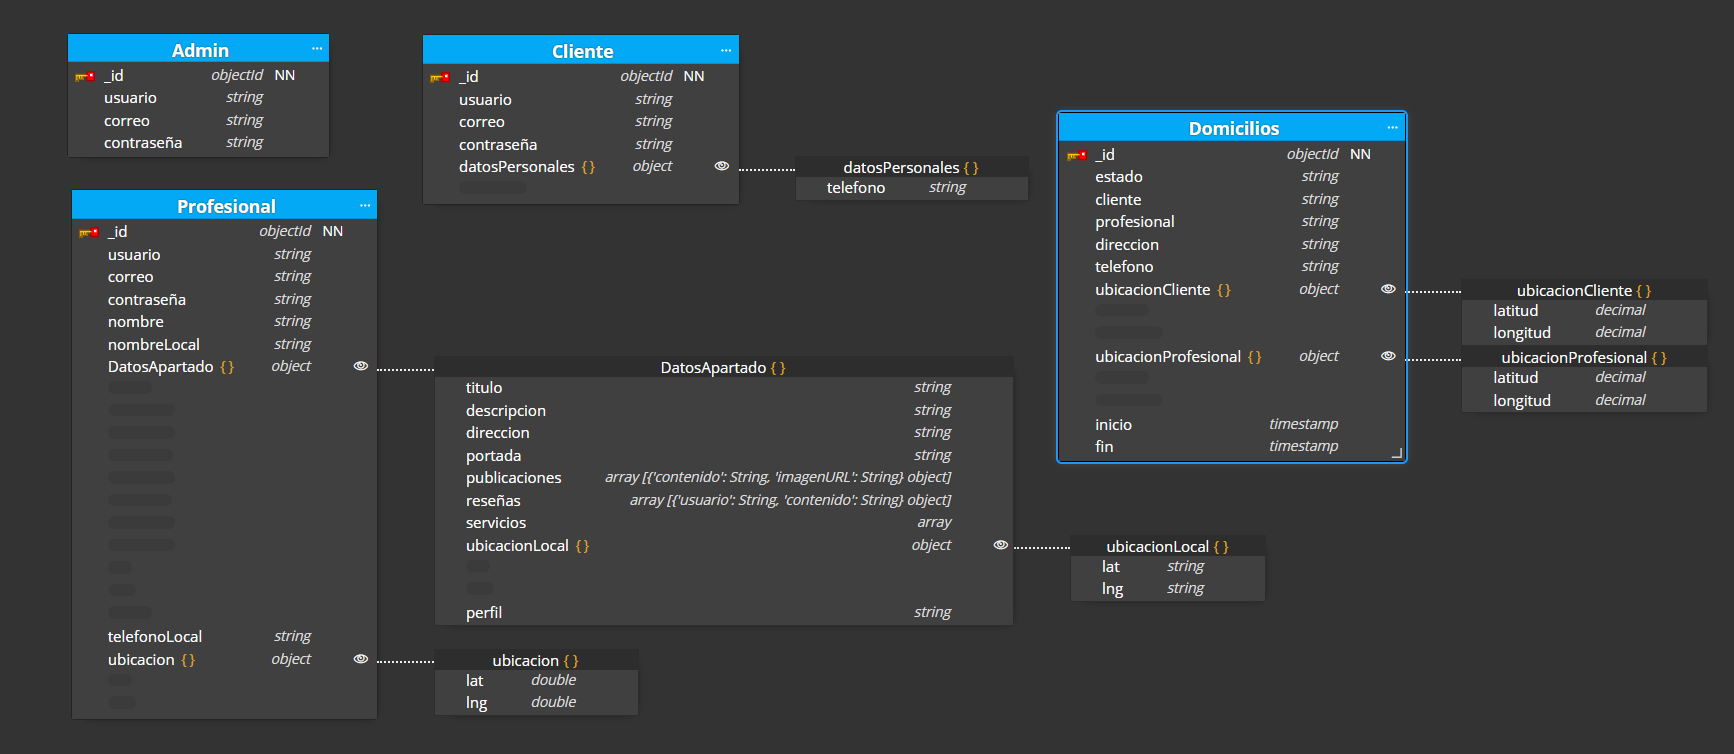 Admin ...
_id objectId NN
usuario string
correo string
contraseña string
Cliente ...
_id objectId NN
usuario string
correo string
contraseña string
datosPersonales {} object
datosPersonales {}
telefono string
Domicilios ...
_id objectId NN
estado string
cliente string
profesional string
direccion string
telefono string
ubicacionCliente {} object
ubicacionProfesional {} object
inicio timestamp
fin timestamp
ubicacionCliente {}
latitud decimal
longitud decimal
ubicacionProfesional {}
latitud decimal
longitud decimal
Profesional ...
_id objectId NN
usuario string
correo string
contraseña string
nombre string
nombreLocal string
DatosApartado {} object
telefonoLocal string
ubicacion {} object
DatosApartado {}
titulo string
descripcion string
direccion string
portada string
publicaciones array [{'contenido': String, 'imagenURL': String} object]
reseñas array [{'usuario': String, 'contenido': String} object]
servicios array
ubicacionLocal {} object
perfil string
ubicacionLocal {}
lat string
lng string
ubicacion {}
lat double
lng double